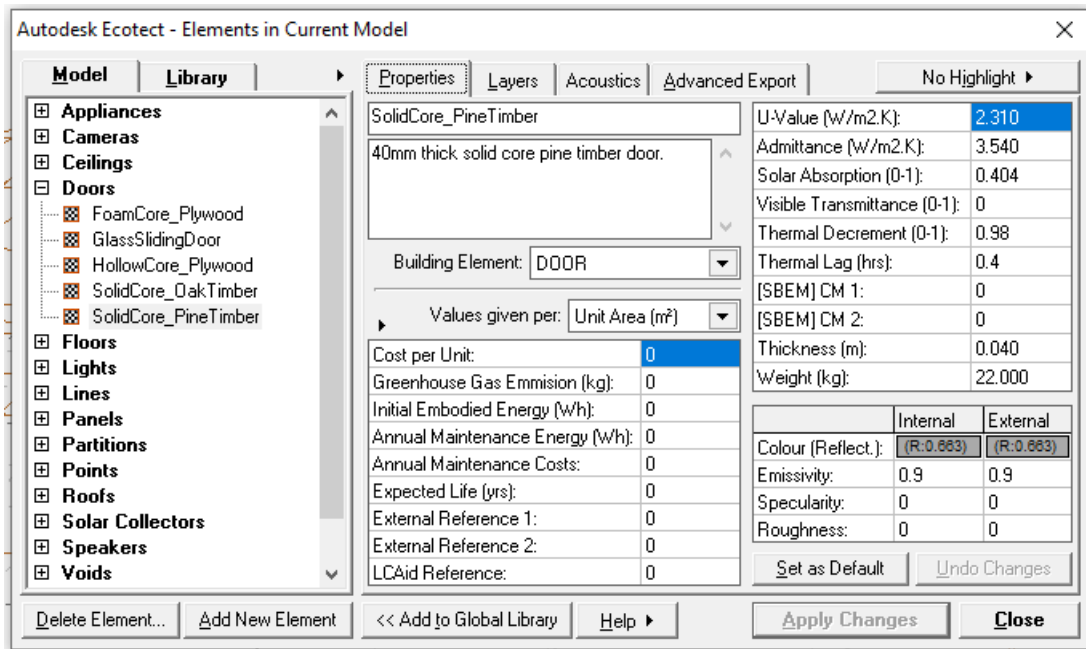 Autodesk Ecotect - Elements in Current Model
Model Library
Appliances
Cameras
Ceilings
Doors
FoamCore_Plywood
GlassSlidingDoor
HollowCore_Plywood
SolidCore_OakTimber
SolidCore_PineTimber
Floors
Lights
Lines
Panels
Partitions
Points
Roofs
Solar Collectors
Speakers
Voids
Delete Element... Add New Element
Properties Layers Acoustics Advanced Export No Highlight
SolidCore_PineTimber
40mm thick solid core pine timber door.
Building Element: DOOR
Values given per: Unit Area (m²)
Cost per Unit: 0
Greenhouse Gas Emmision (kg): 0
Initial Embodied Energy (Wh): 0
Annual Maintenance Energy (Wh): 0
Annual Maintenance Costs: 0
Expected Life (yrs): 0
External Reference 1: 0
External Reference 2: 0
LCAid Reference: 0
U-Value (W/m2.K): 2.310
Admittance (W/m2.K): 3.540
Solar Absorption (0-1): 0.404
Visible Transmittance (0-1): 0
Thermal Decrement (0-1): 0.98
Thermal Lag (hrs): 0.4
[SBEM] CM 1: 0
[SBEM] CM 2: 0
Thickness (m): 0.040
Weight (kg): 22.000
Internal External
Colour (Reflect.): (R:0.663) (R:0.663)
Emissivity: 0.9 0.9
Specularity: 0 0
Roughness: 0 0
Set as Default Undo Changes
<< Add to Global Library Help Apply Changes Close